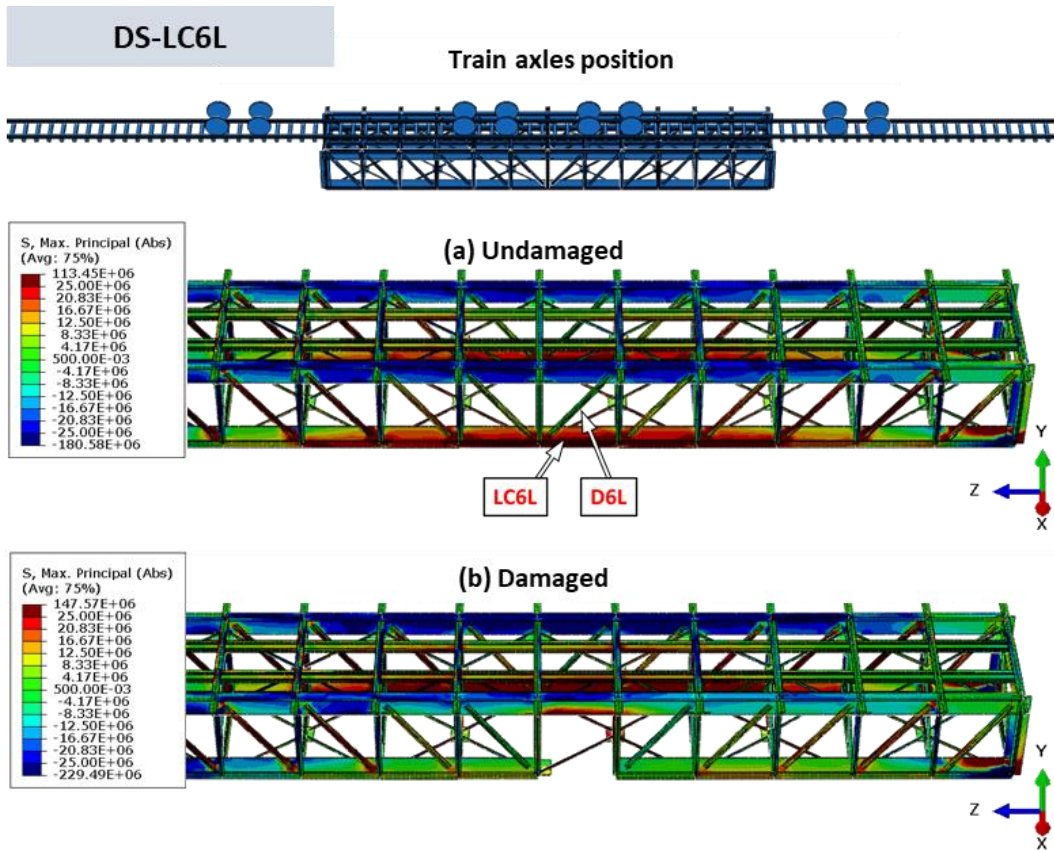 DS-LC6L
Train axles position
(a) Undamaged
S, Max. Principal (Abs)
(Avg: 75%)
113.45E+06
25.00E+06
20.83E+06
16.67E+06
12.50E+06
8.33E+06
4.17E+06
500.00E-03
-4.17E+06
-8.33E+06
-12.50E+06
-16.67E+06
-20.83E+06
-25.00E+06
-180.58E+06
LC6L
D6L
Y
Z
X
(b) Damaged
S, Max. Principal (Abs)
(Avg: 75%)
147.57E+06
25.00E+06
20.83E+06
16.67E+06
12.50E+06
8.33E+06
4.17E+06
500.00E-03
-4.17E+06
-8.33E+06
-12.50E+06
-16.67E+06
-20.83E+06
-25.00E+06
-229.49E+06
Y
Z
X